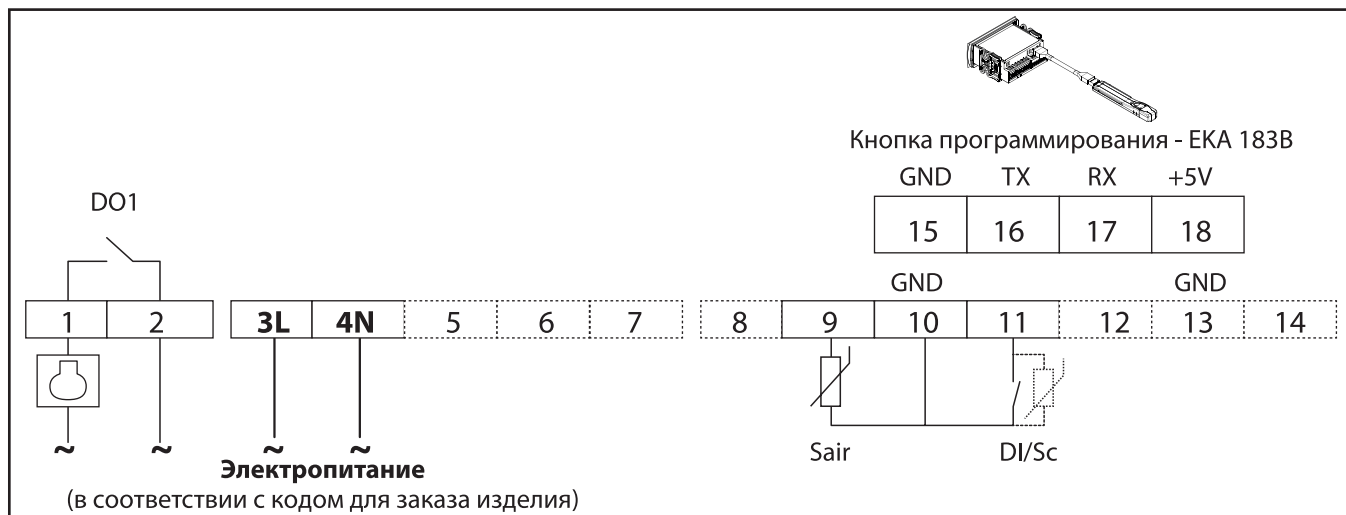 Кнопка программирования - EKA 183B
GND TX RX +5V
15 16 17 18
DO1
GND GND
1 2 3L 4N 5 6 7 8 9 10 11 12 13 14
~ ~ ~ ~
Sair DI/Sc
Электропитание
(в соответствии с кодом для заказа изделия)